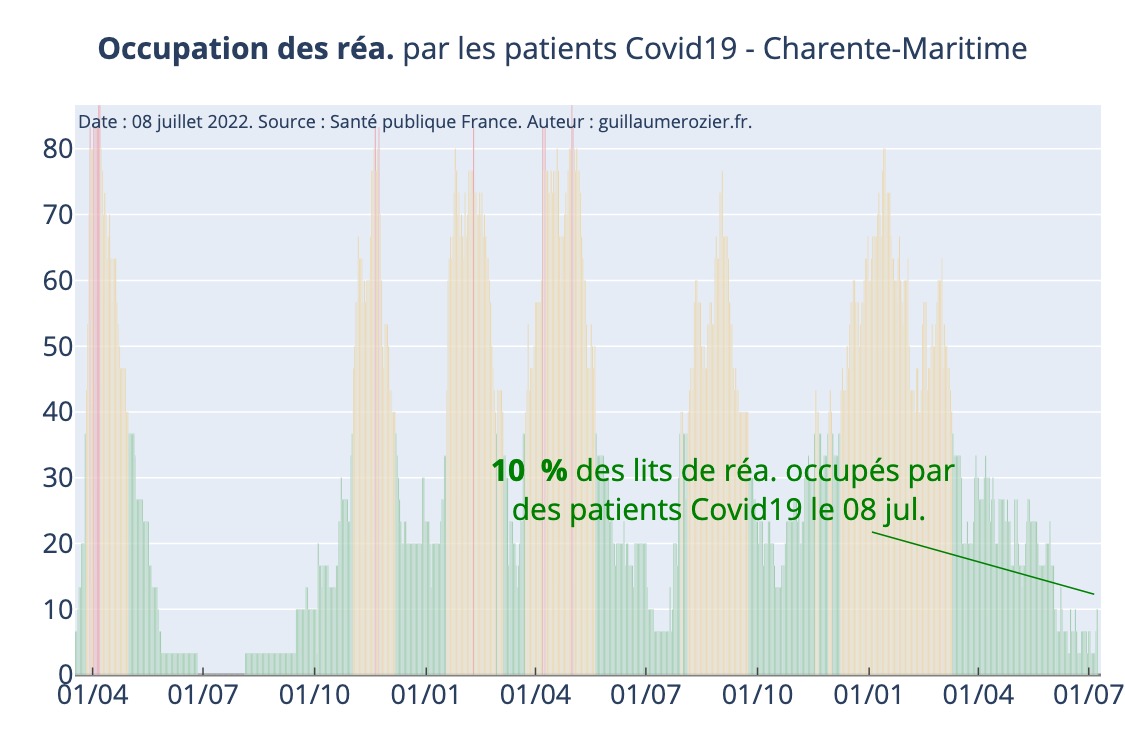 Occupation des réa. par les patients Covid19 - Charente-Maritime
Date : 08 juillet 2022. Source : Santé publique France. Auteur : guillaumerozier.fr.
80
70
60
50
40
30
20
10
0
10 % des lits de réa. occupés par
des patients Covid19 le 08 jul.
01/04 01/07 01/10 01/01 01/04 01/07 01/10 01/01 01/04 01/07